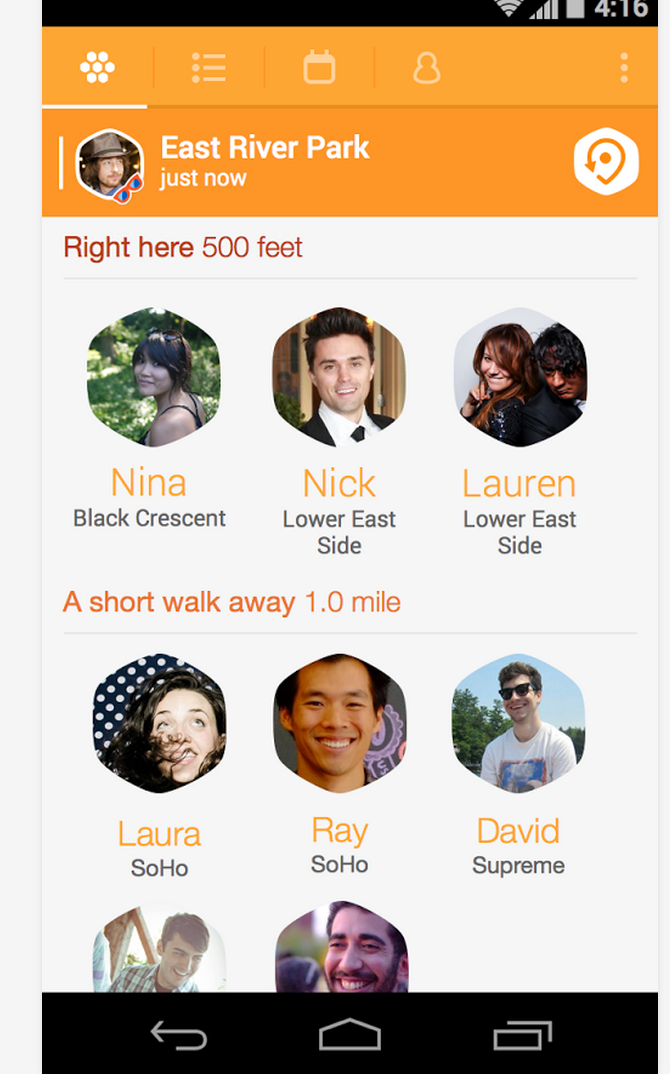 4:16
East River Park
just now
Right here 500 feet
Nina
Nick
Lauren
Black Crescent
Lower East
Side
Lower East
Side
A short walk away 1.0 mile
Laura
Ray
David
SoHo
SoHo
Supreme